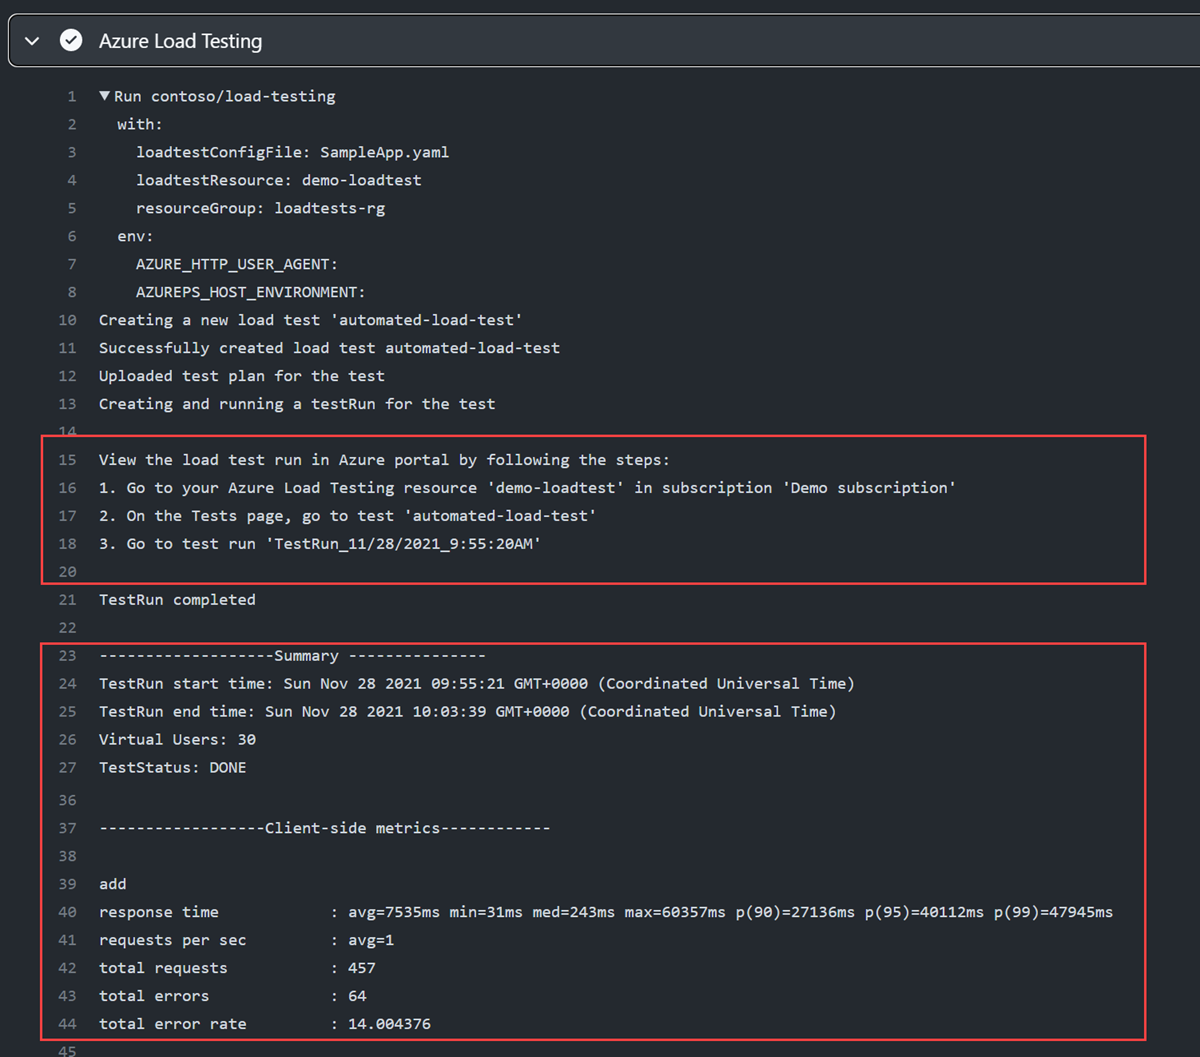 Azure Load Testing
1 ▼ Run contoso/load-testing
2 with:
3 loadtestConfigFile: SampleApp.yaml
4 loadtestResource: demo-loadtest
5 resourceGroup: loadtests-rg
6 env:
7 AZURE_HTTP_USER_AGENT:
8 AZUREPS_HOST_ENVIRONMENT:
10 Creating a new load test 'automated-load-test'
11 Successfully created load test automated-load-test
12 Uploaded test plan for the test
13 Creating and running a testRun for the test
14
15 View the load test run in Azure portal by following the steps:
16 1. Go to your Azure Load Testing resource 'demo-loadtest' in subscription 'Demo subscription'
17 2. On the Tests page, go to test 'automated-load-test'
18 3. Go to test run 'TestRun_11/28/2021_9:55:20AM'
20
21 TestRun completed
22
23 -------------------Summary ---------------
24 TestRun start time: Sun Nov 28 2021 09:55:21 GMT+0000 (Coordinated Universal Time)
25 TestRun end time: Sun Nov 28 2021 10:03:39 GMT+0000 (Coordinated Universal Time)
26 Virtual Users: 30
27 TestStatus: DONE
36
37 ------------------Client-side metrics------------
38
39 add
40 response time : avg=7535ms min=31ms med=243ms max=60357ms p(90)=27136ms p(95)=40112ms p(99)=47945ms
41 requests per sec : avg=1
42 total requests : 457
43 total errors : 64
44 total error rate : 14.004376
45